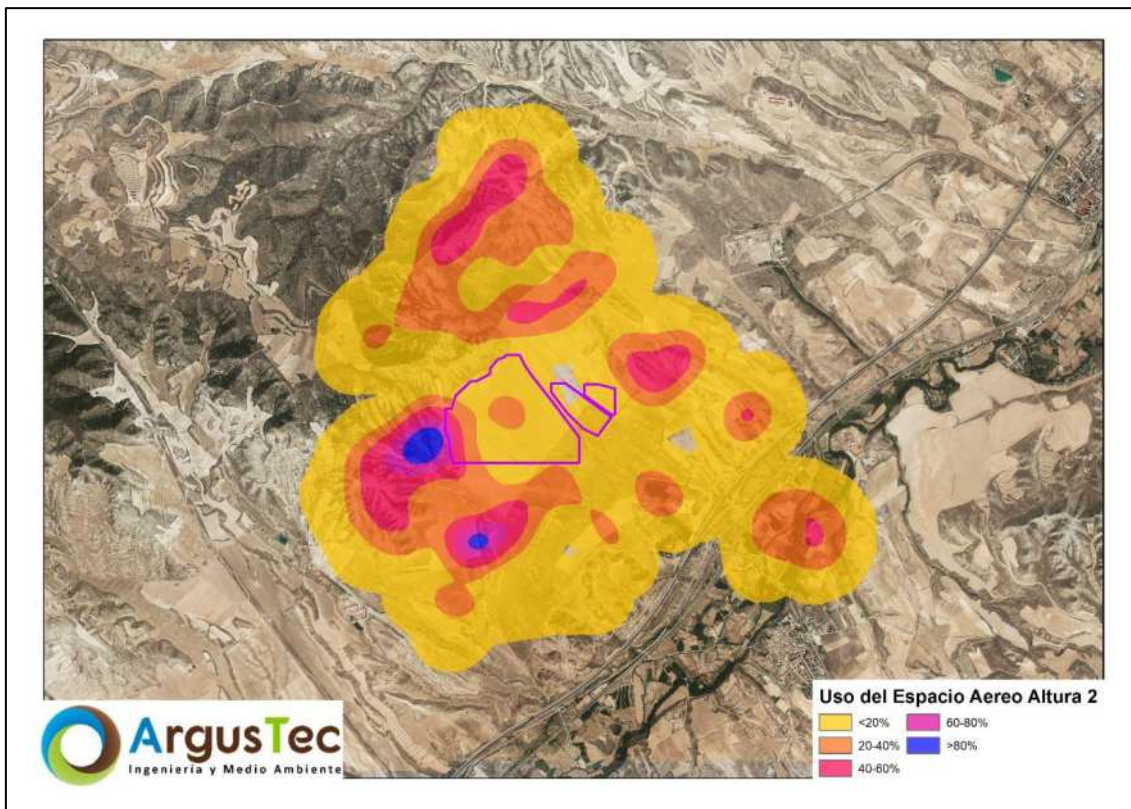 Uso del Espacio Aereo Altura 2
<20%
60-80%
20-40%
>80%
40-60%
ArgusTec
Ingeniería y Medio Ambiente